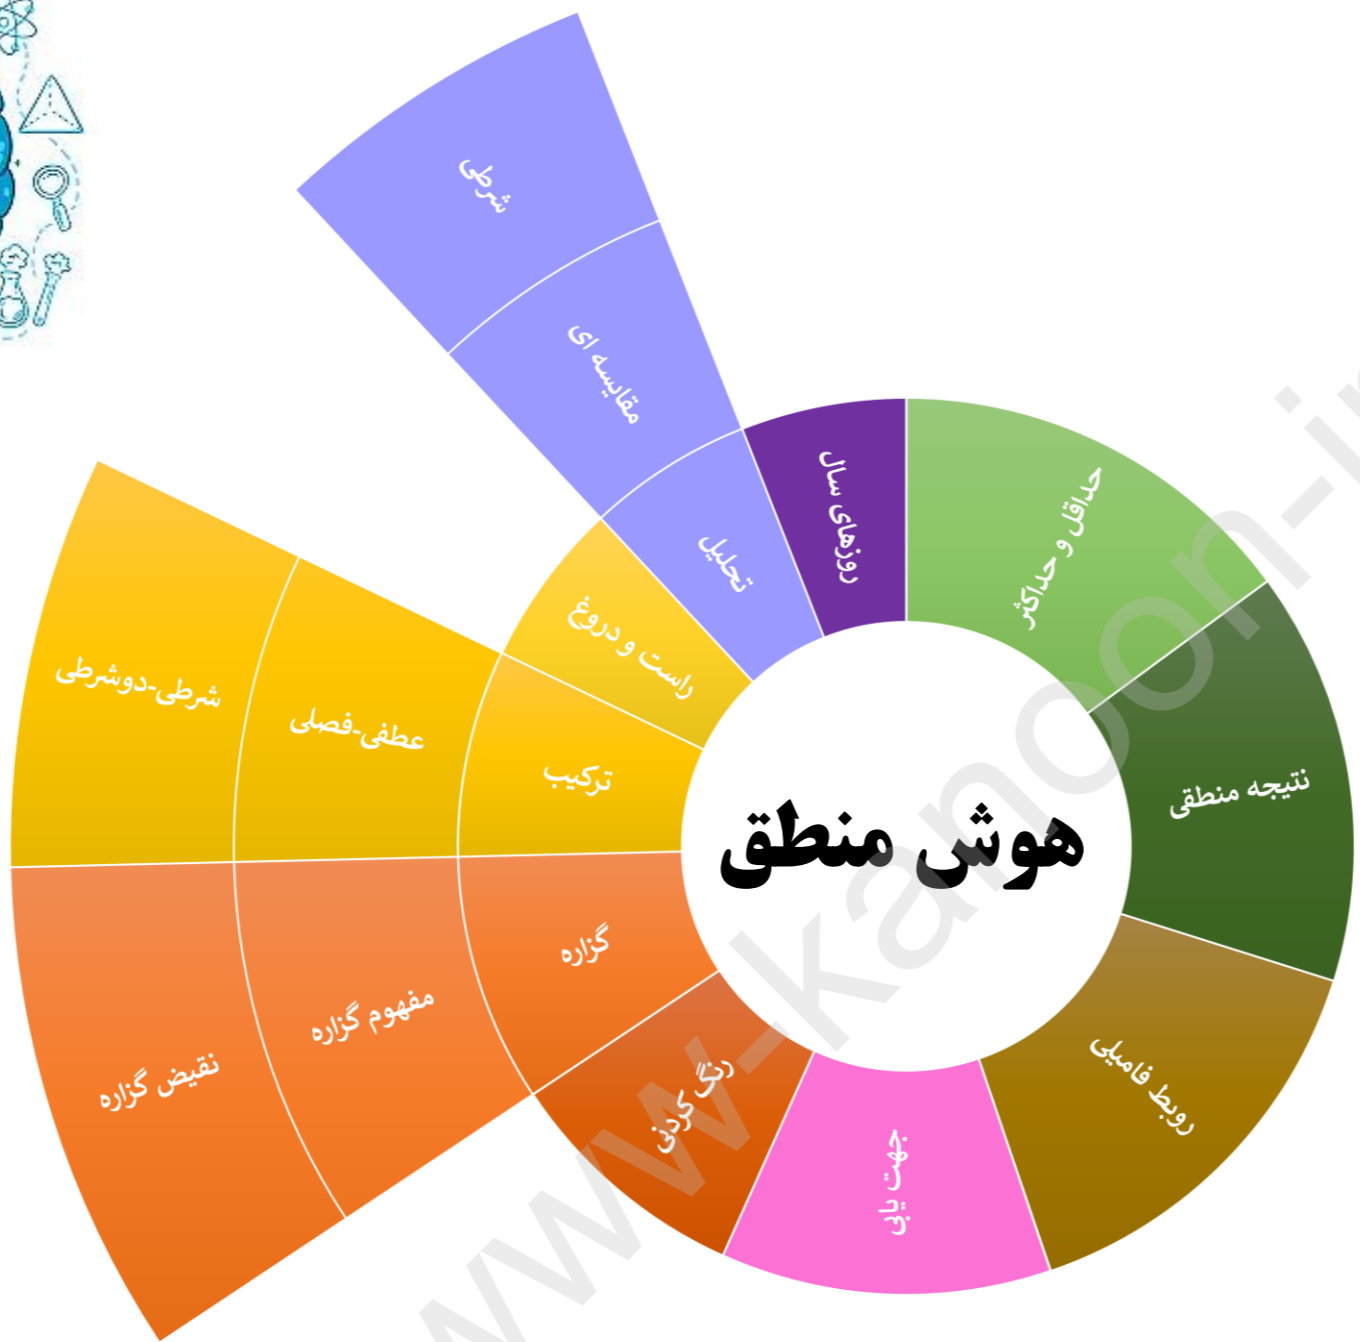 هوش منطق
حداقل و حداکثر
نتیجه منطقی
روبط فامیلی
جهت یابی
رنگ کردنی
گزاره
مفهوم گزاره
نقیض گزاره
ترکیب
عطفی-فصلی
شرطی-دوشرطی
راست و دروغ
تحلیل
مقایسه ای
شرطی
روزهای سال